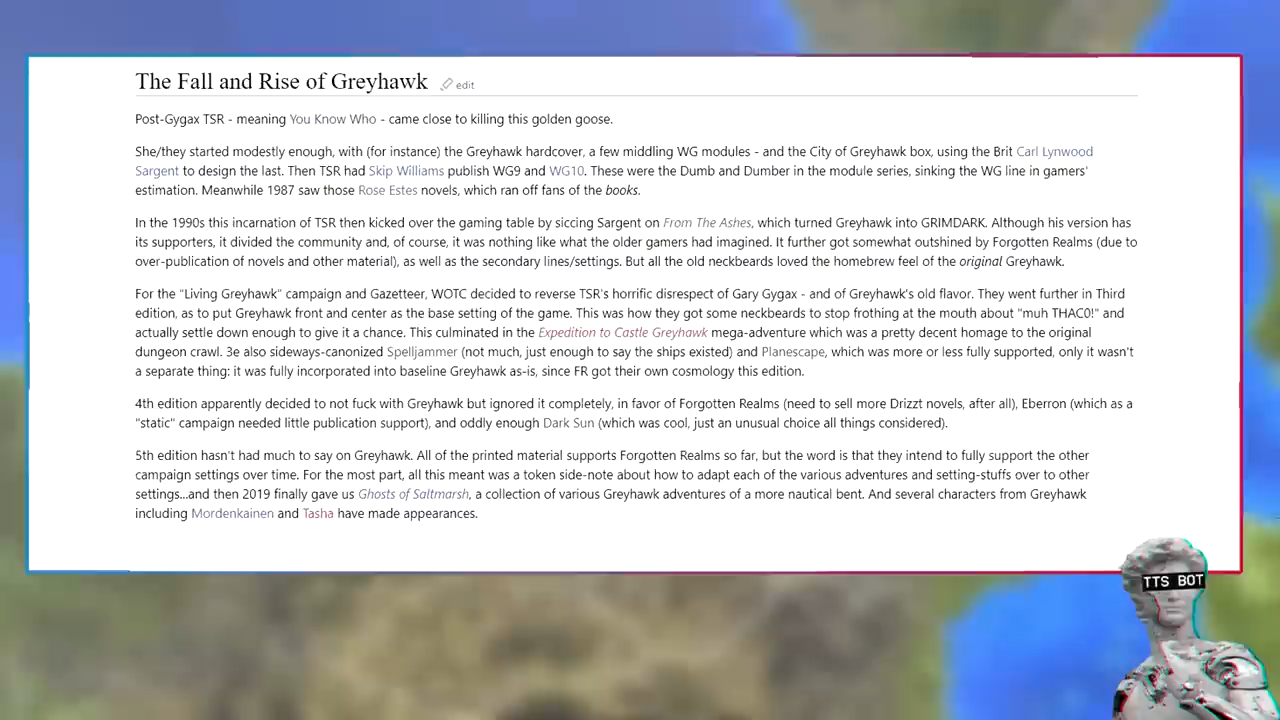 The Fall and Rise of Greyhawk edit
Post-Gygax TSR - meaning You Know Who - came close to killing this golden goose.
She/they started modestly enough, with (for instance) the Greyhawk hardcover, a few middling WG modules - and the City of Greyhawk box, using the Brit Carl Lynwood
Sargent to design the last. Then TSR had Skip Williams publish WG9 and WG10. These were the Dumb and Dumber in the module series, sinking the WG line in gamers'
estimation. Meanwhile 1987 saw those Rose Estes novels, which ran off fans of the books.
In the 1990s this incarnation of TSR then kicked over the gaming table by siccing Sargent on From The Ashes, which turned Greyhawk into GRIMDARK. Although his version has
its supporters, it divided the community and, of course, it was nothing like what the older gamers had imagined. It further got somewhat outshined by Forgotten Realms (due to
over-publication of novels and other material), as well as the secondary lines/settings. But all the old neckbeards loved the homebrew feel of the original Greyhawk.
For the "Living Greyhawk" campaign and Gazetteer, WOTC decided to reverse TSR's horrific disrespect of Gary Gygax - and of Greyhawk's old flavor. They went further in Third
edition, as to put Greyhawk front and center as the base setting of the game. This was how they got some neckbeards to stop frothing at the mouth about "muh THAC0!" and
actually settle down enough to give it a chance. This culminated in the Expedition to Castle Greyhawk mega-adventure which was a pretty decent homage to the original
dungeon crawl. 3e also sideways-canonized Spelljammer (not much, just enough to say the ships existed) and Planescape, which was more or less fully supported, only it wasn't
a separate thing: it was fully incorporated into baseline Greyhawk as-is, since FR got their own cosmology this edition.
4th edition apparently decided to not fuck with Greyhawk but ignored it completely, in favor of Forgotten Realms (need to sell more Drizzt novels, after all), Eberron (which as a
"static" campaign needed little publication support), and oddly enough Dark Sun (which was cool, just an unusual choice all things considered).
5th edition hasn't had much to say on Greyhawk. All of the printed material supports Forgotten Realms so far, but the word is that they intend to fully support the other
campaign settings over time. For the most part, all this meant was a token side-note about how to adapt each of the various adventures and setting-stuffs over to other
settings...and then 2019 finally gave us Ghosts of Saltmarsh, a collection of various Greyhawk adventures of a more nautical bent. And several characters from Greyhawk
including Mordenkainen and Tasha have made appearances.
TTS BOT